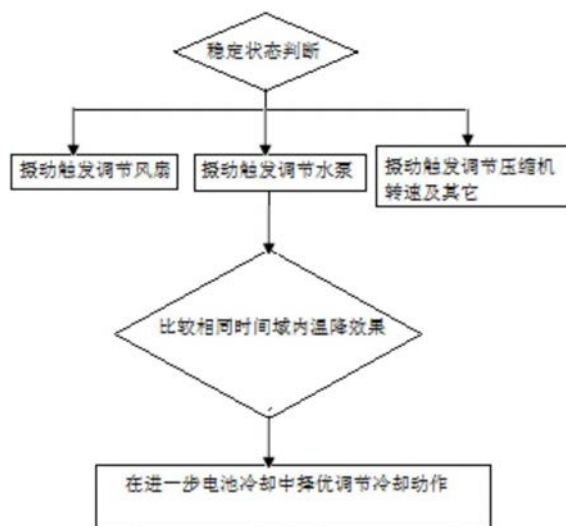 稳定状态判断
摄动触发调节风扇
摄动触发调节水泵
摄动触发调节压缩机
转速及其它
比较相同时间域内温降效果
在进一步电池冷却中择优调节冷却动作